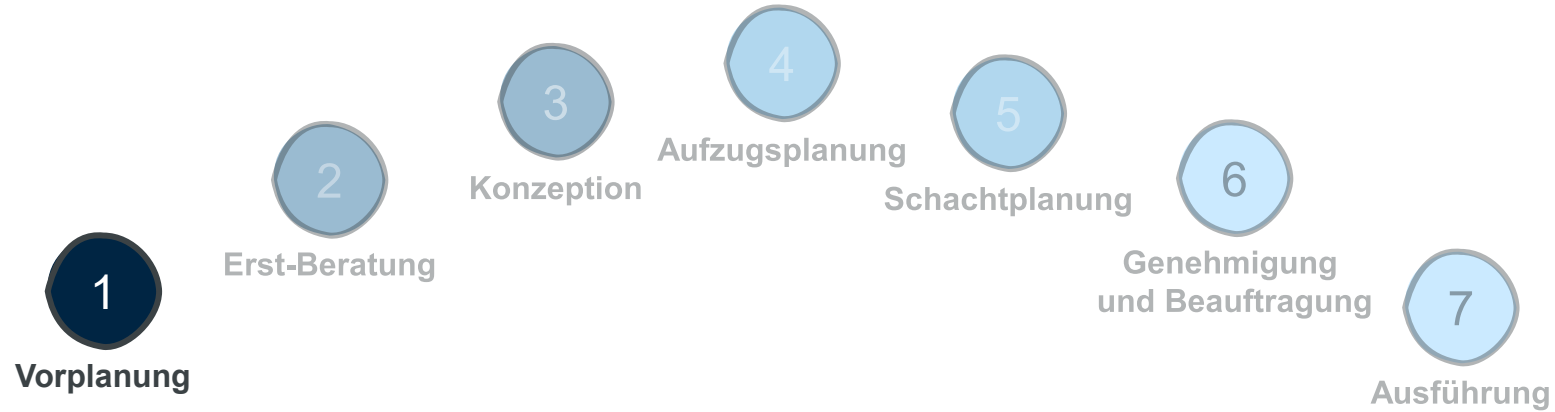 1
Vorplanung
2
Erst-Beratung
3
Konzeption
4
Aufzugsplanung
5
Schachtplanung
6
Genehmigung
und Beauftragung
7
Ausführung